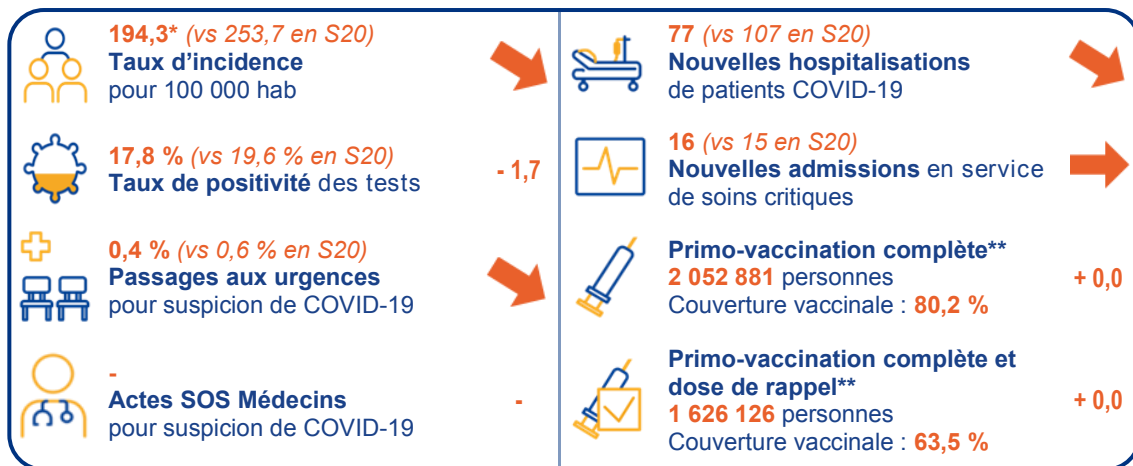 194,3* (vs 253,7 en S20)
Taux d'incidence
pour 100 000 hab
17,8 % (vs 19,6 % en S20)
Taux de positivité des tests
- 1,7
0,4 % (vs 0,6 % en S20)
Passages aux urgences
pour suspicion de COVID-19
-
Actes SOS Médecins
-
pour suspicion de COVID-19
77 (vs 107 en S20)
Nouvelles hospitalisations
de patients COVID-19
16 (vs 15 en S20)
Nouvelles admissions en service
de soins critiques
Primo-vaccination complète**
2 052 881 personnes
+ 0,0
Couverture vaccinale : 80,2 %
Primo-vaccination complète et
dose de rappel**
+ 0,0
1 626 126 personnes
Couverture vaccinale : 63,5 %